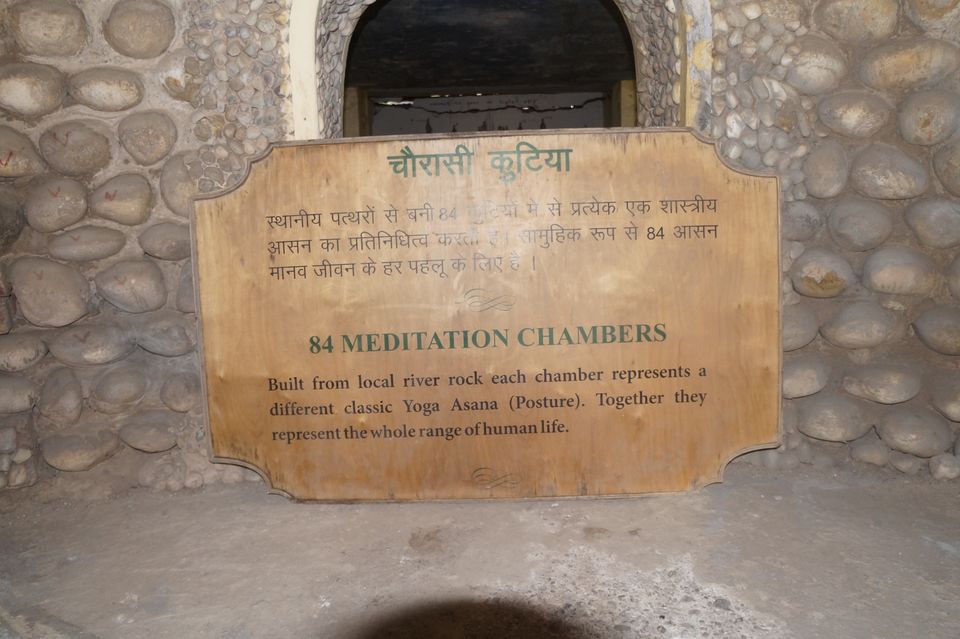 चौरासी कुटिया
स्थानीय पत्थरों से बनी 84 कुटियों मे से प्रत्येक एक शास्त्रीय
आसन का प्रतिनिधित्व करती है। सामुहिक रूप से 84 आसन
मानव जीवन के हर पहलू के लिए है ।
84 MEDITATION CHAMBERS
Built from local river rock each chamber represents a
different classic Yoga Asana (Posture). Together they
represent the whole range of human life.